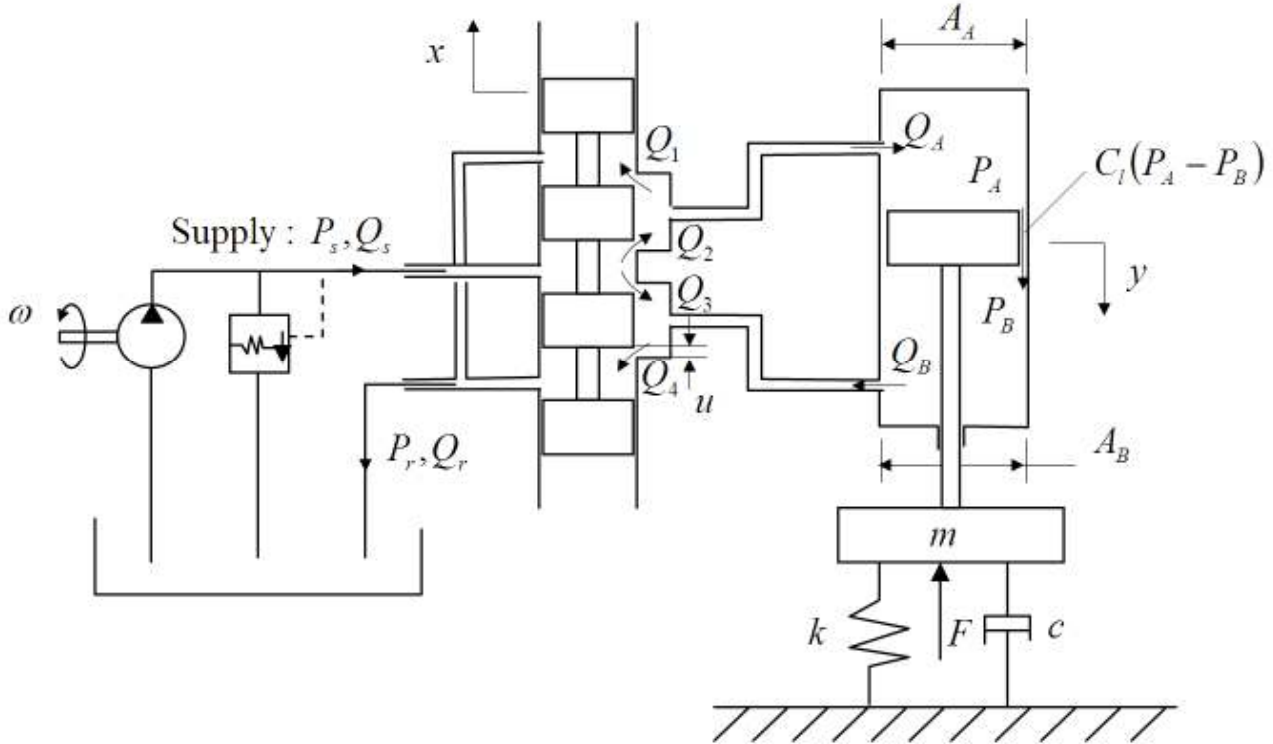 A_A
x
Q_1
Q_A
P_A
C_l(P_A − P_B)
Supply : P_s, Q_s
Q_2
y
ω
Q_3
P_B
Q_4
Q_B
u
P_r, Q_r
A_B
m
k
F
c